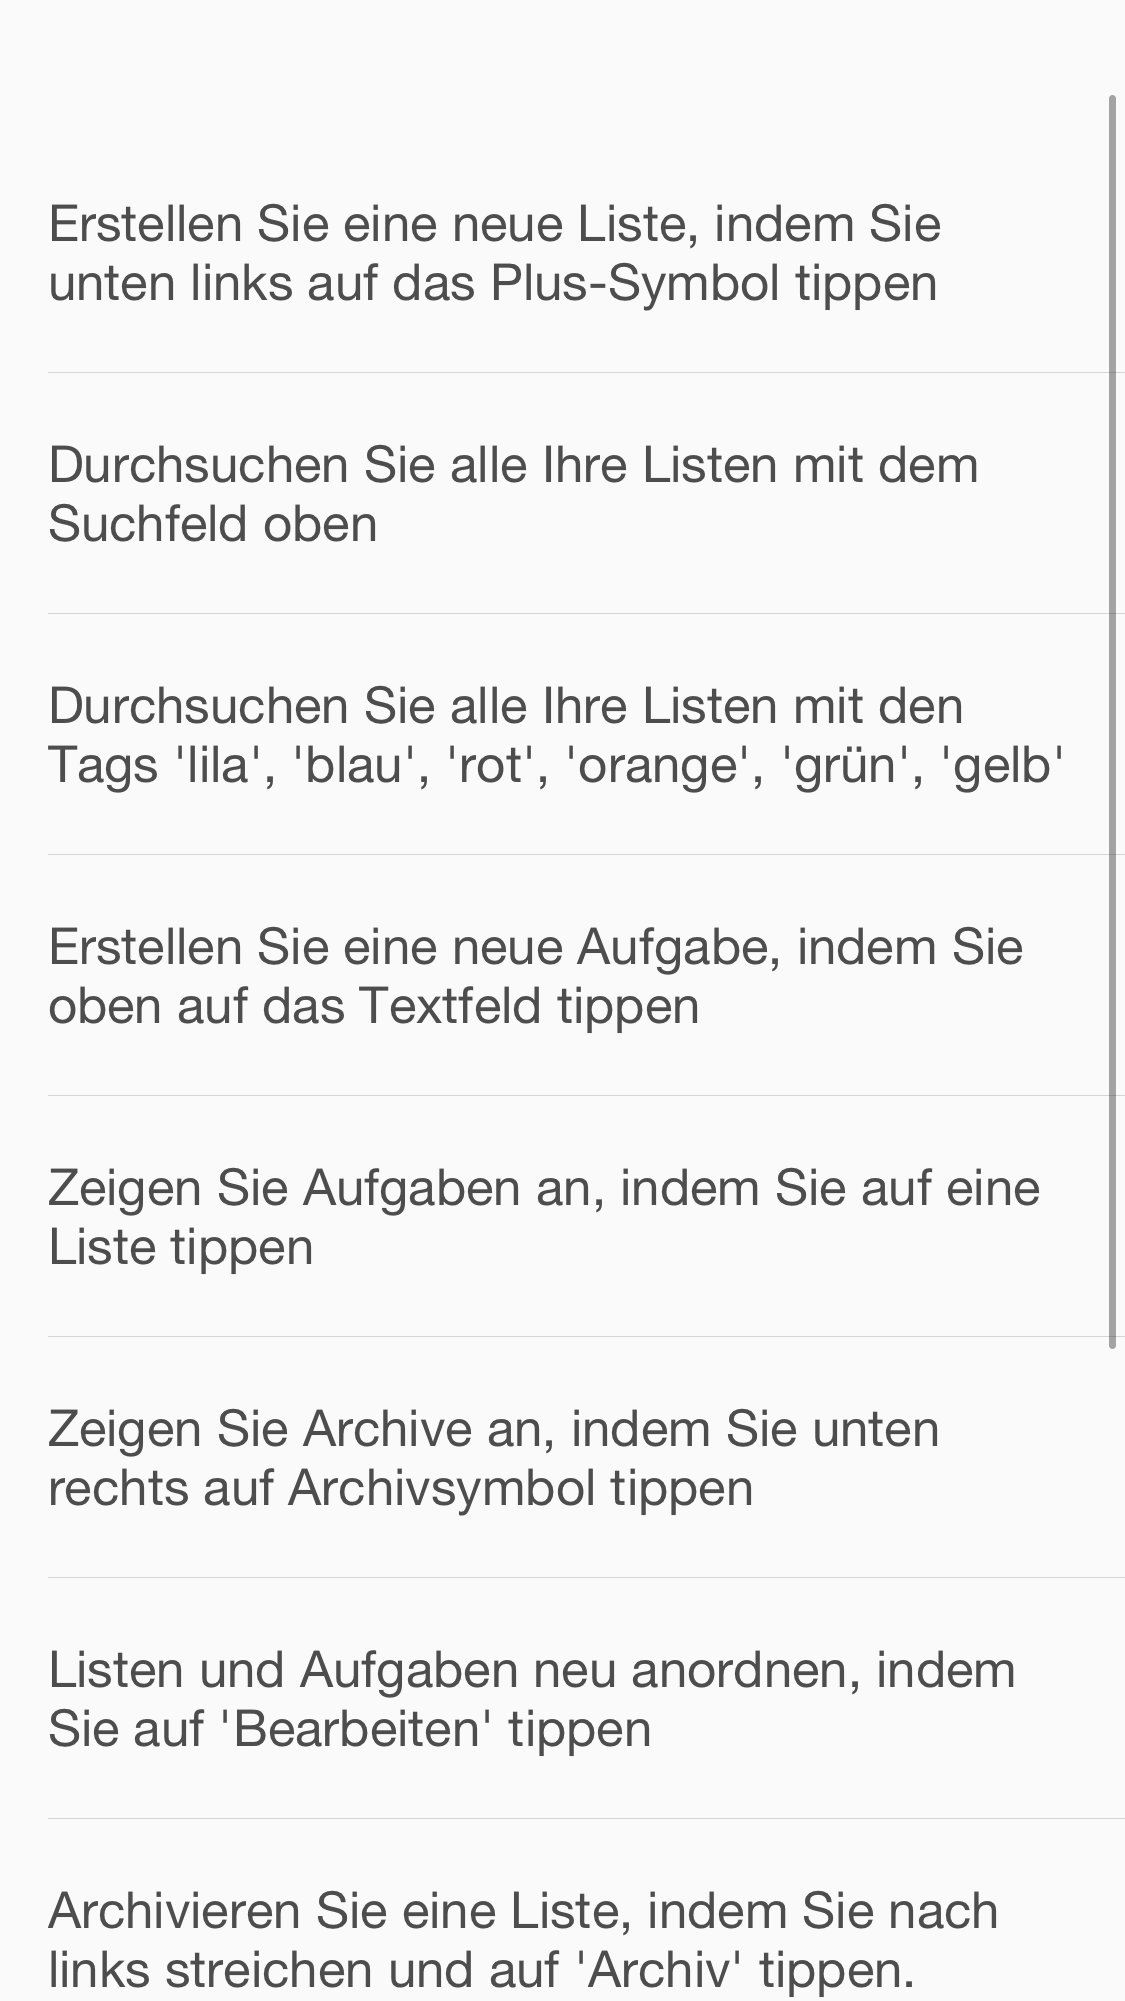 Erstellen Sie eine neue Liste, indem Sie
unten links auf das Plus-Symbol tippen
Durchsuchen Sie alle Ihre Listen mit dem
Suchfeld oben
Durchsuchen Sie alle Ihre Listen mit den
Tags 'lila', 'blau', 'rot', 'orange', 'grün', 'gelb'
Erstellen Sie eine neue Aufgabe, indem Sie
oben auf das Textfeld tippen
Zeigen Sie Aufgaben an, indem Sie auf eine
Liste tippen
Zeigen Sie Archive an, indem Sie unten
rechts auf Archivsymbol tippen
Listen und Aufgaben neu anordnen, indem
Sie auf 'Bearbeiten' tippen
Archivieren Sie eine Liste, indem Sie nach
links streichen und auf 'Archiv' tippen.